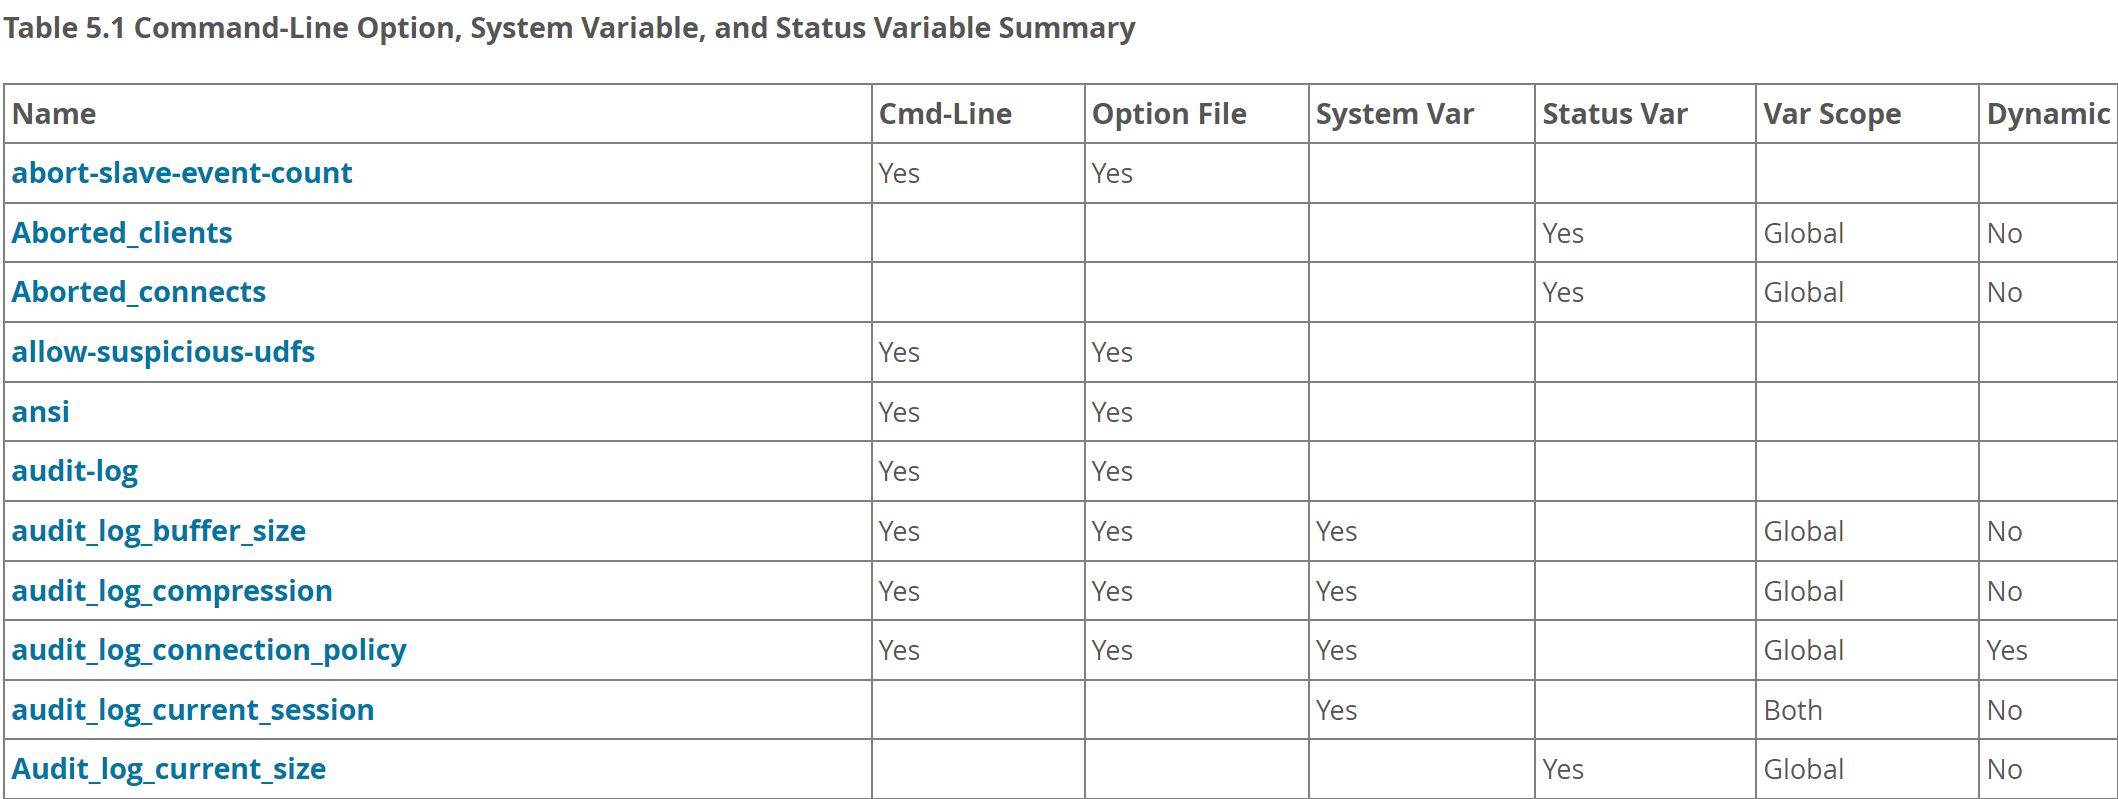 Table 5.1 Command-Line Option, System Variable, and Status Variable Summary
Name Cmd-Line Option File System Var Status Var Var Scope Dynamic
abort-slave-event-count Yes Yes
Aborted_clients Yes Global No
Aborted_connects Yes Global No
allow-suspicious-udfs Yes Yes
ansi Yes Yes
audit-log Yes Yes
audit_log_buffer_size Yes Yes Yes Global No
audit_log_compression Yes Yes Yes Global No
audit_log_connection_policy Yes Yes Yes Global Yes
audit_log_current_session Yes Both No
Audit_log_current_size Yes Global No